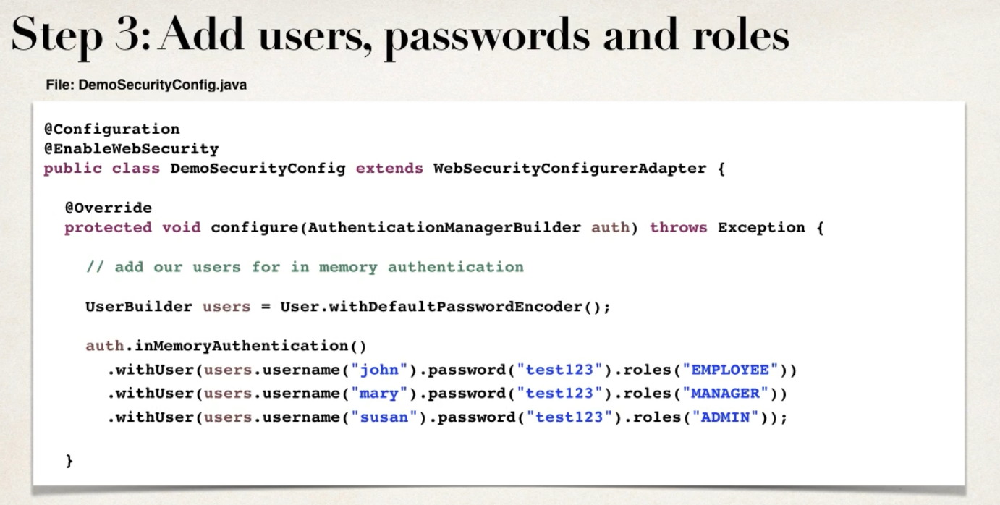 Step 3: Add users, passwords and roles
File: DemoSecurityConfig.java
@Configuration
@EnableWebSecurity
public class DemoSecurityConfig extends WebSecurityConfigurerAdapter {
@Override
protected void configure(AuthenticationManagerBuilder auth) throws Exception {
// add our users for in memory authentication
UserBuilder users = User.withDefaultPasswordEncoder();
auth.inMemoryAuthentication()
.withUser(users.username("john").password("test123").roles("EMPLOYEE"))
.withUser(users.username("mary").password("test123").roles("MANAGER"))
.withUser(users.username("susan").password("test123").roles("ADMIN"));
}